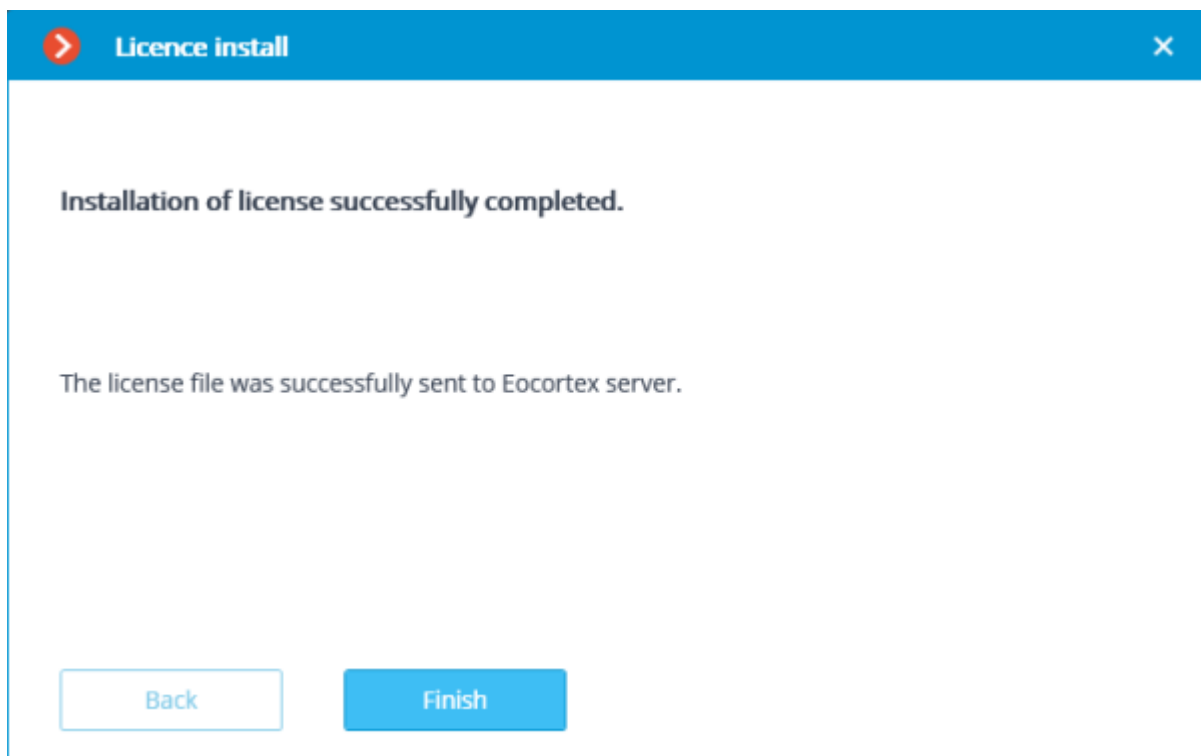 Licence install
Installation of license successfully completed.
The license file was successfully sent to Eocortex server.
Back
Finish